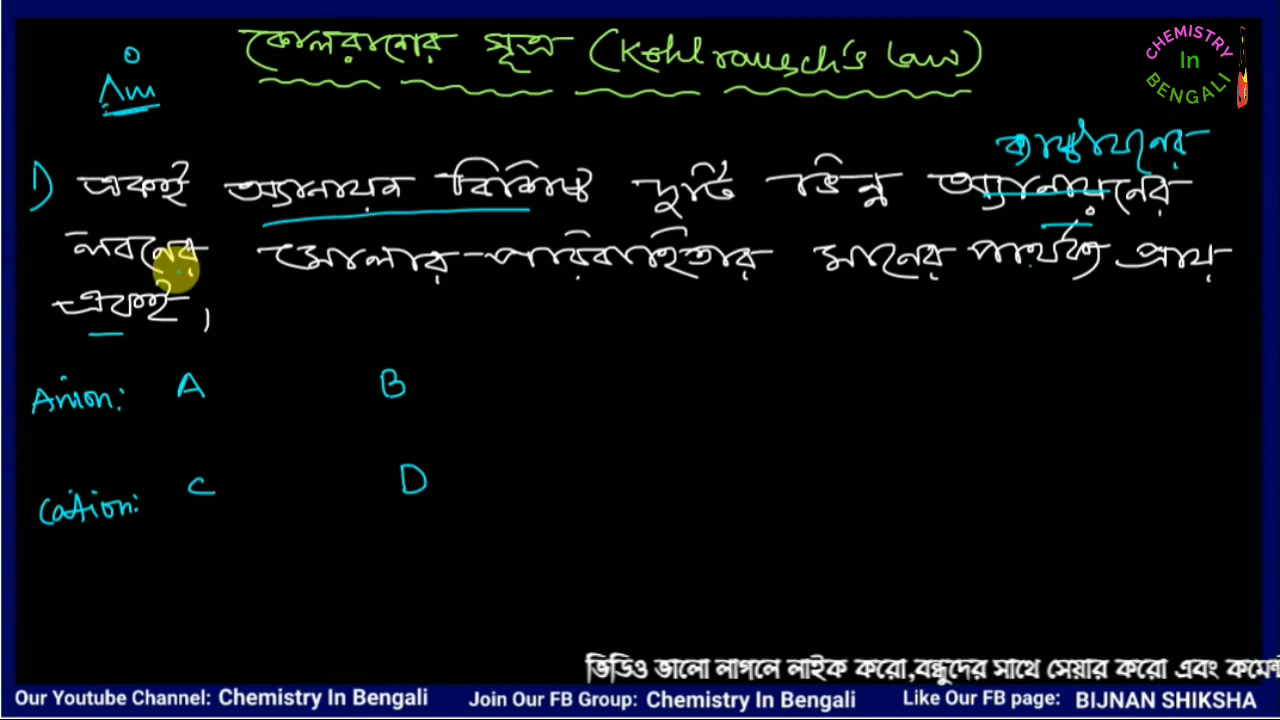 কোলরাশের সূত্র (Kohlrausch's Law)
Λ°m
CHEMISTRY In BENGALI
ক্যাটায়নের
1) একই অ্যানায়ন বিশিষ্ট দুটি ভিন্ন অ্যানায়নের
লবনের মোলার-পরিবাহিতার মানের পার্থক্য প্রায়
একই।
Anion: A B
Cation: C D
ভিডিও ভালো লাগলে লাইক করো,বন্ধুদের সাথে সেয়ার করো এবং কমেন্ট
Our Youtube Channel: Chemistry In Bengali Join Our FB Group: Chemistry In Bengali Like Our FB page: BIJNAN SHIKSHA